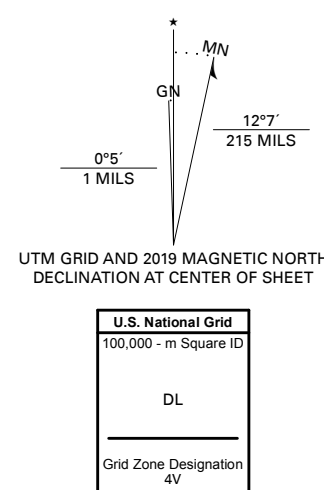 ★
MN
GN
12°7´
215 MILS
0°5´
1 MILS
UTM GRID AND 2019 MAGNETIC NORTH
DECLINATION AT CENTER OF SHEET
U.S. National Grid
100,000 - m Square ID
DL
Grid Zone Designation
4V